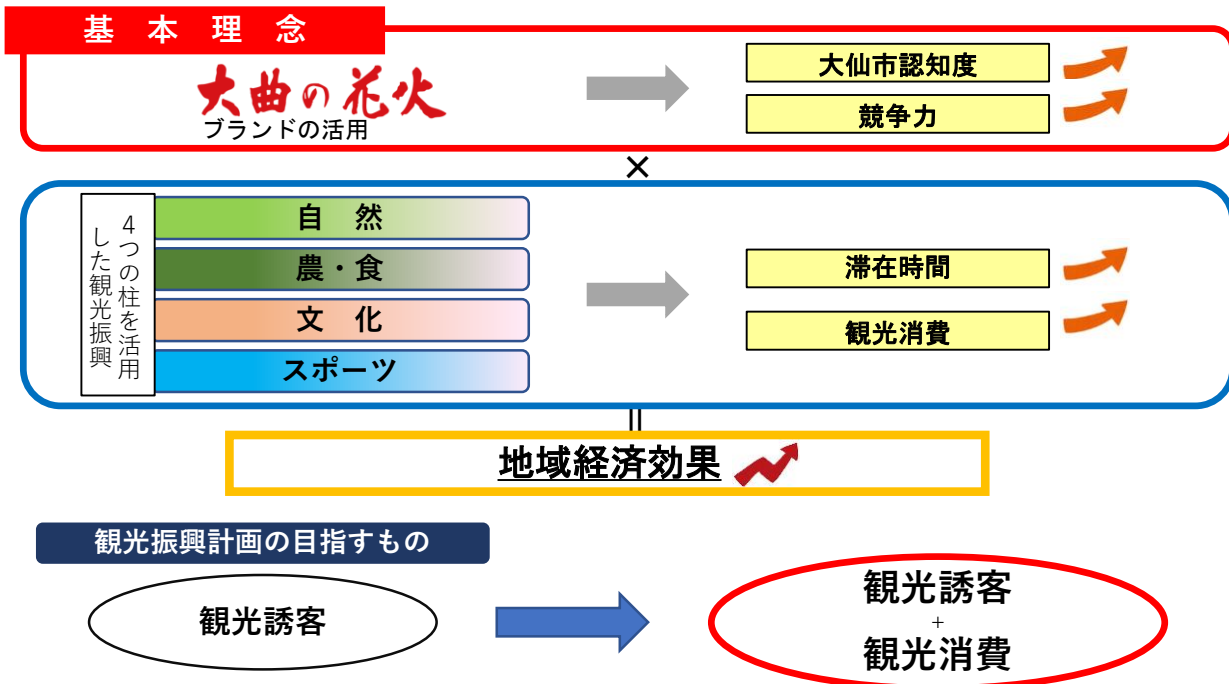 基本理念
大曲の花火
ブランドの活用
大仙市認知度
競争力
×
4つの柱を活用
した観光振興
自然
農・食
文化
スポーツ
滞在時間
観光消費
=
地域経済効果
観光振興計画の目指すもの
観光誘客
観光誘客
+
観光消費